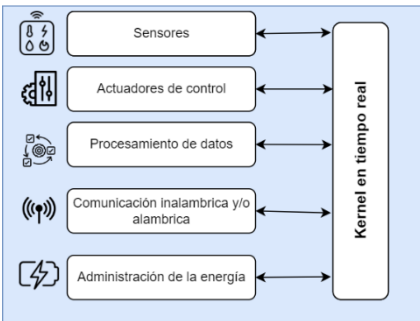 Sensores
Actuadores de control
Procesamiento de datos
Comunicación inalambrica y/o
alambrica
Administración de la energía
Kernel en tiempo real